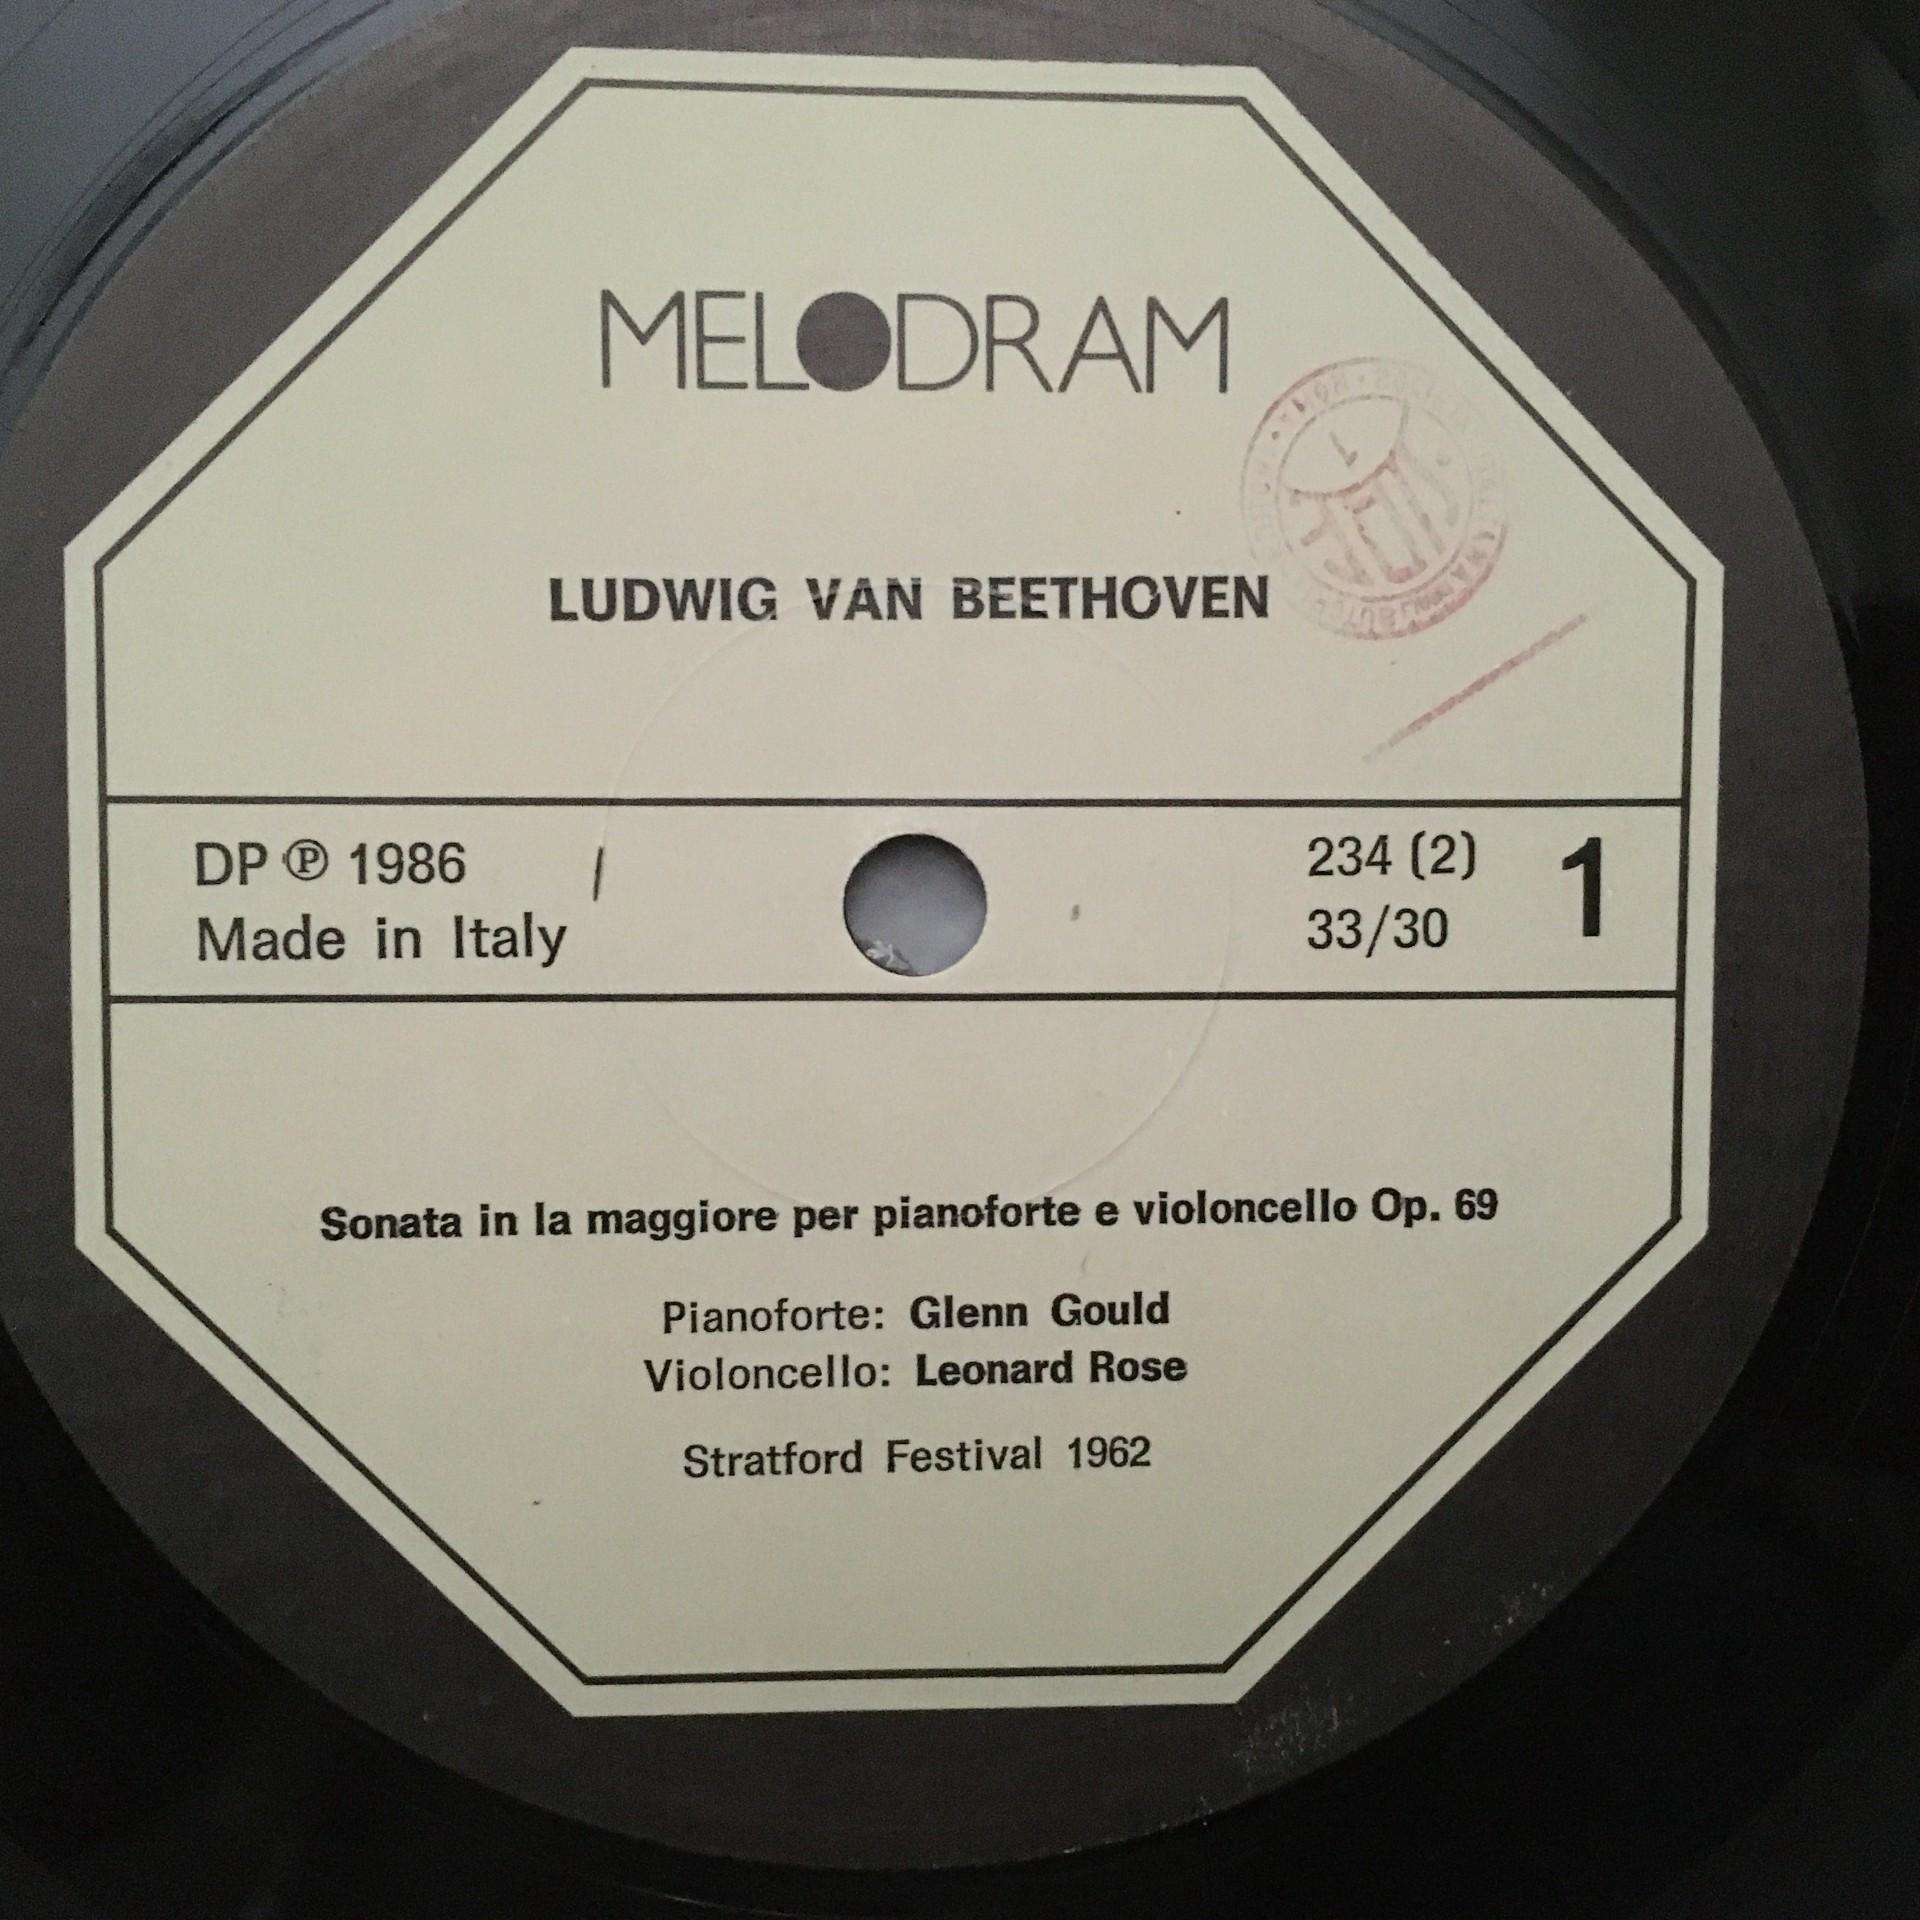 MELODRAM
LUDWIG VAN BEETHOVEN
DP ℗ 1986
Made in Italy
234 (2)
33/30
1
Sonata in la maggiore per pianoforte e violoncello Op. 69
Pianoforte: Glenn Gould
Violoncello: Leonard Rose
Stratford Festival 1962